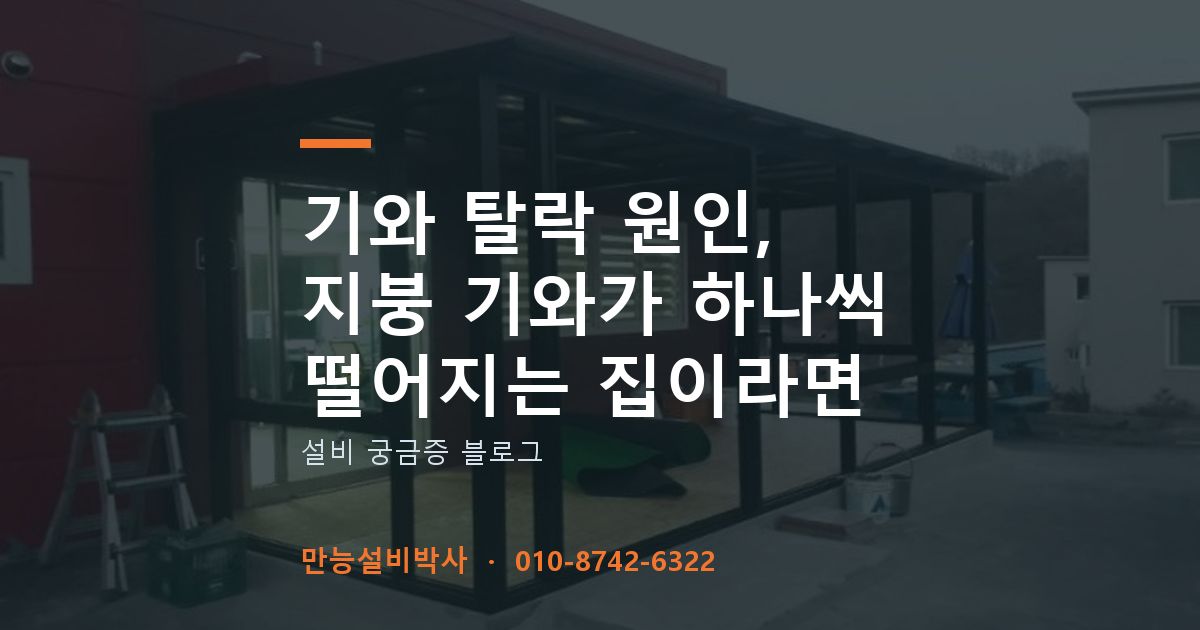 기와 탈락 원인,
지붕 기와가 하나씩
떨어지는 집이라면
설비 궁금증 블로그
만능설비박사 · 010-8742-6322